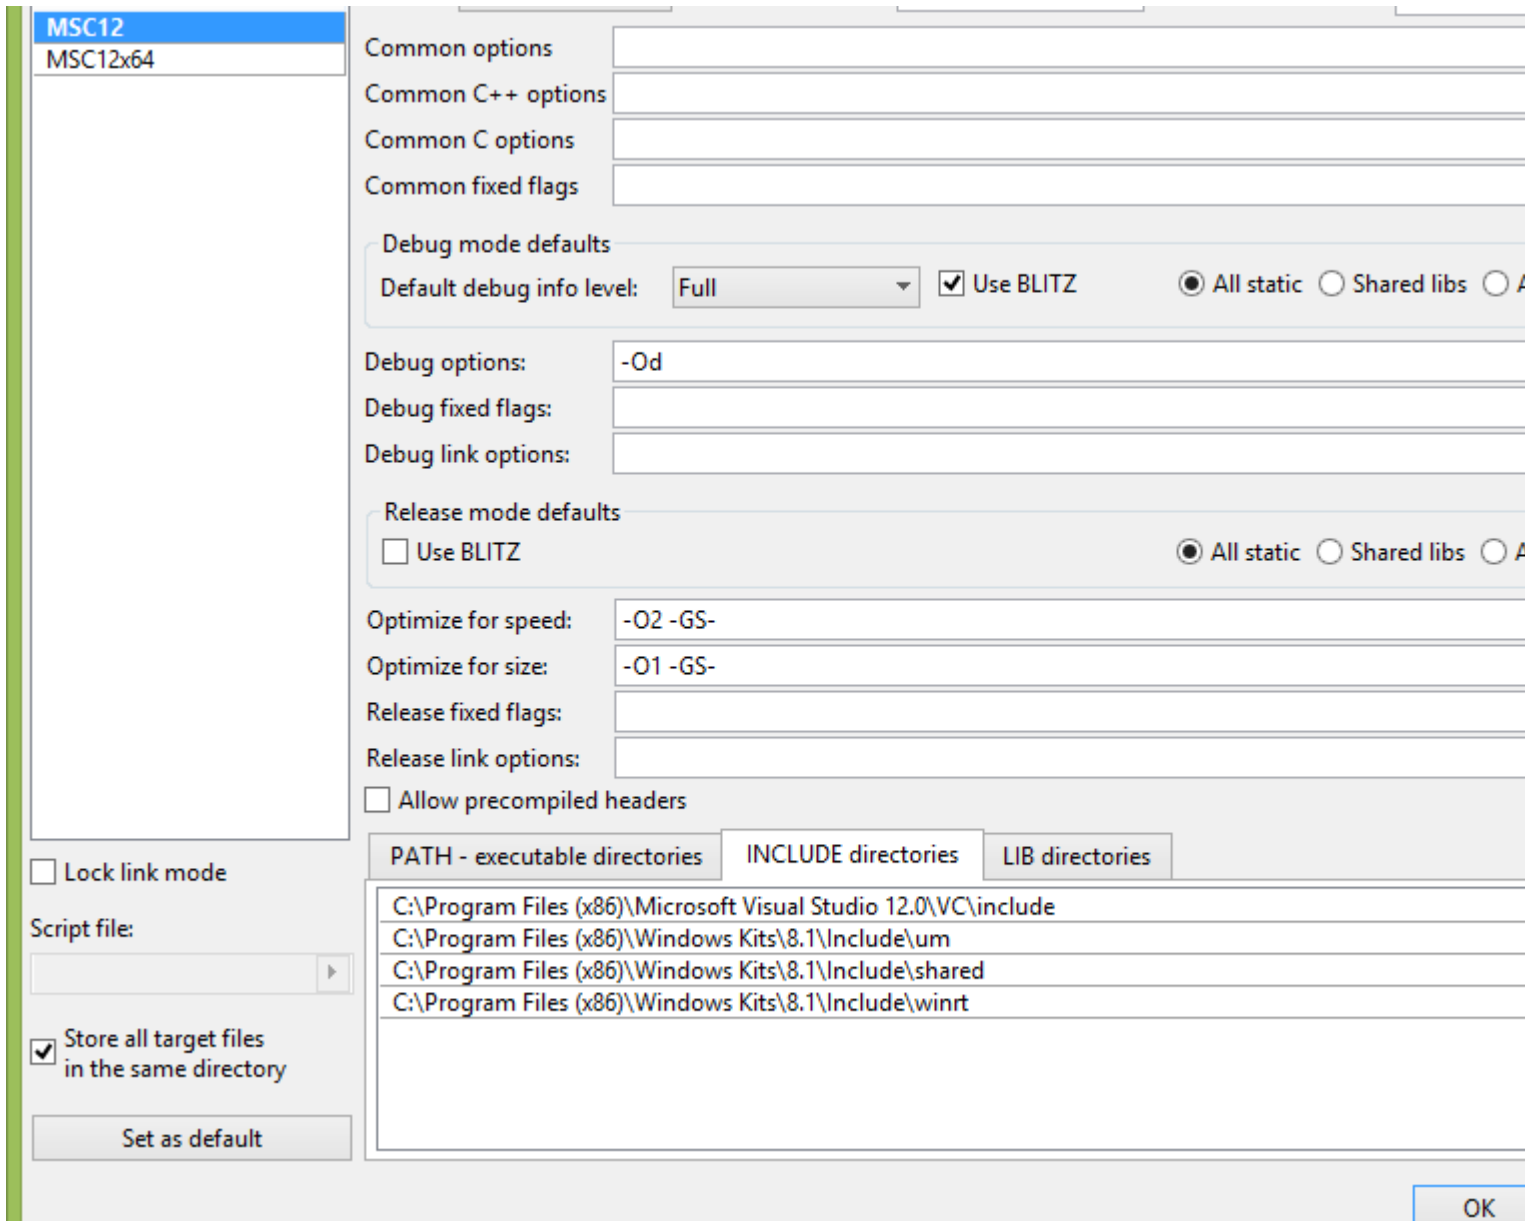 MSC12
MSC12x64
Common options
Common C++ options
Common C options
Common fixed flags
Debug mode defaults
Default debug info level: Full Use BLITZ All static Shared libs
Debug options: -Od
Debug fixed flags:
Debug link options:
Release mode defaults
Use BLITZ All static Shared libs
Optimize for speed: -O2 -GS-
Optimize for size: -O1 -GS-
Release fixed flags:
Release link options:
Allow precompiled headers
PATH - executable directories INCLUDE directories LIB directories
Lock link mode
C:\Program Files (x86)\Microsoft Visual Studio 12.0\VC\include
C:\Program Files (x86)\Windows Kits\8.1\Include\um
C:\Program Files (x86)\Windows Kits\8.1\Include\shared
C:\Program Files (x86)\Windows Kits\8.1\Include\winrt
Script file:
Store all target files
in the same directory
Set as default
OK